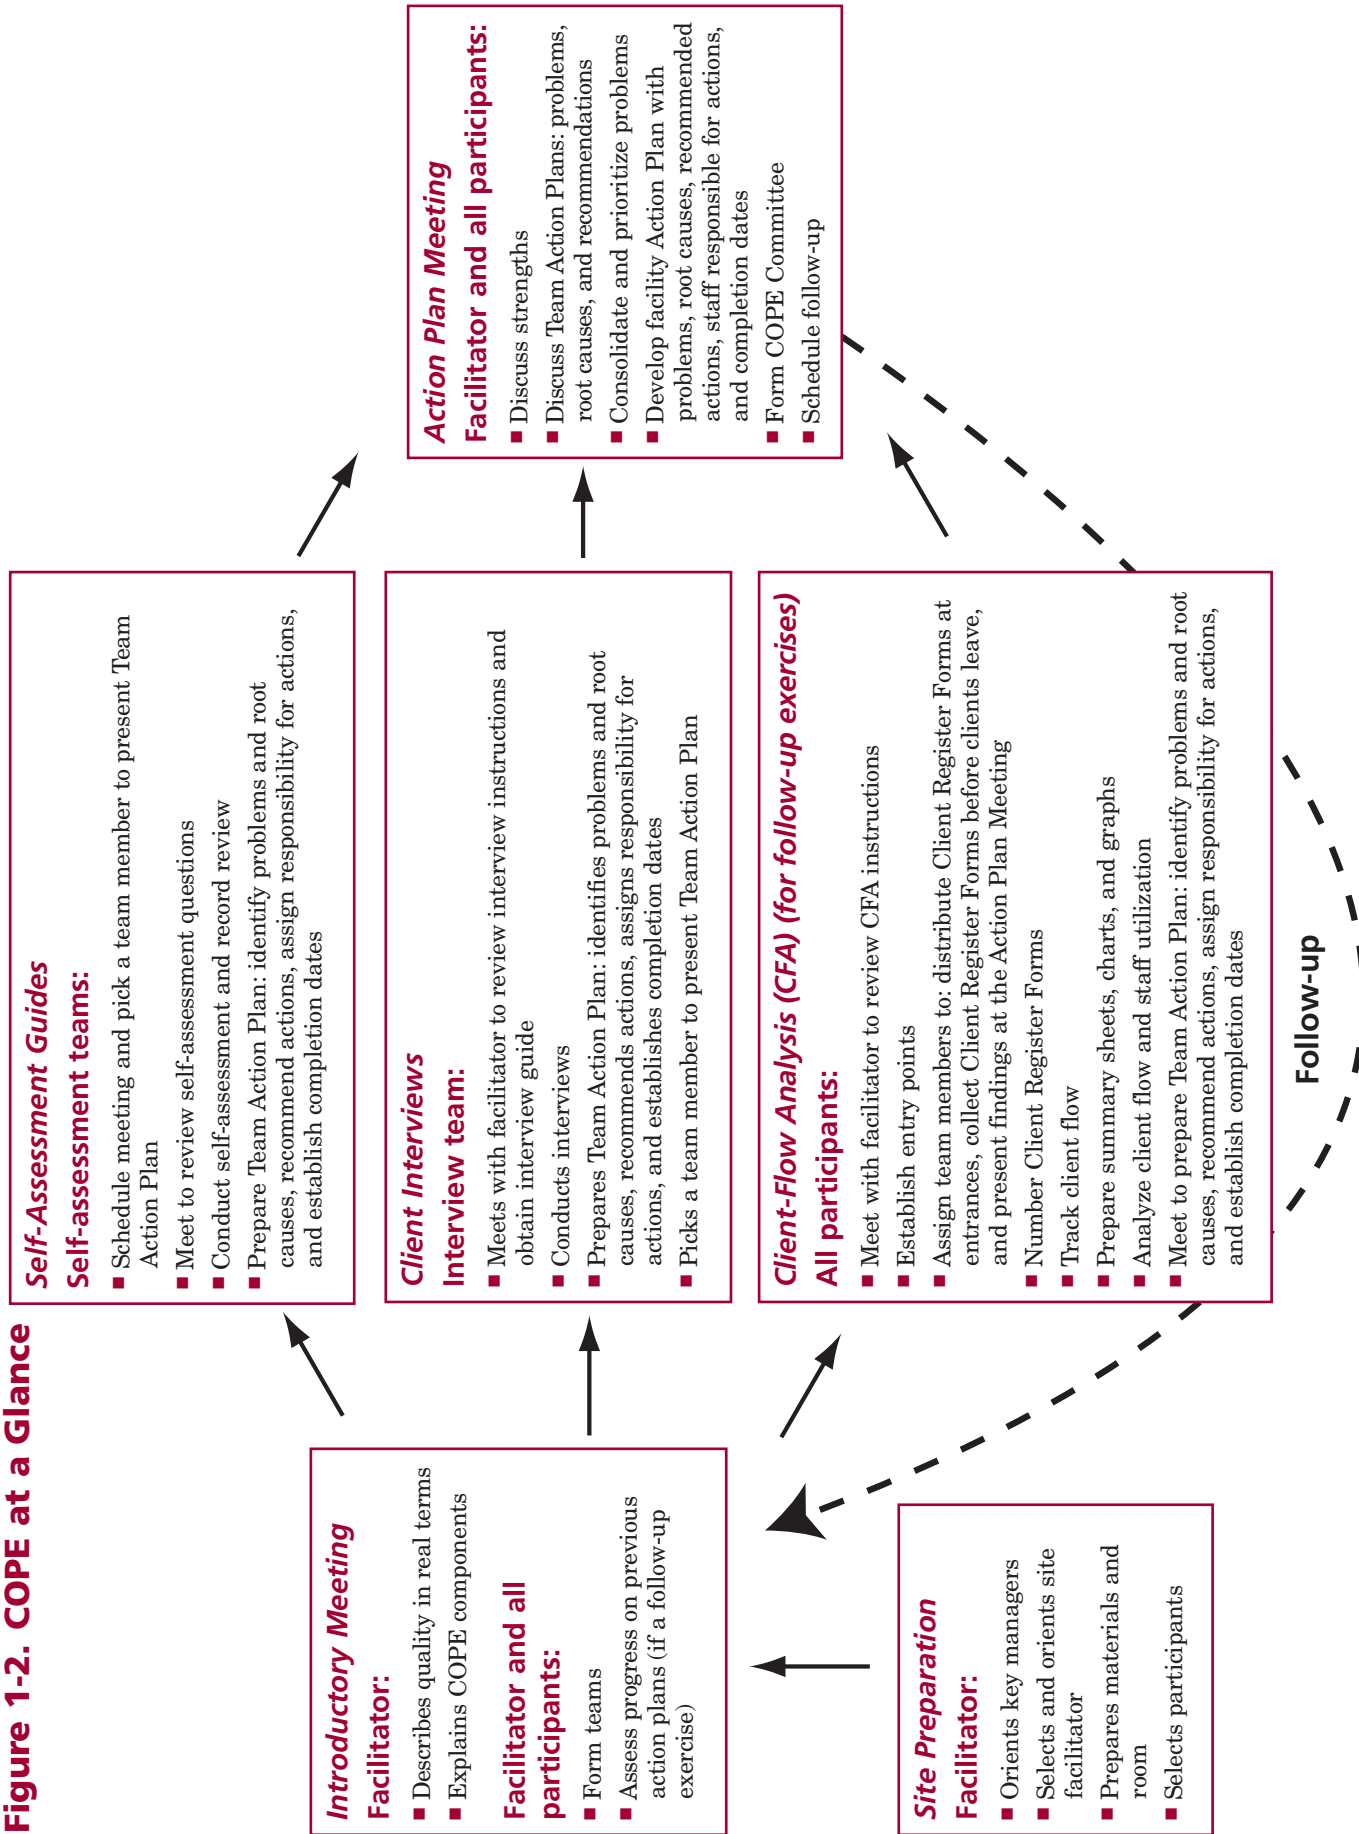 Figure 1-2. COPE at a Glance
Introductory Meeting
Facilitator:
■ Describes quality in real terms
■ Explains COPE components
Facilitator and all
participants:
■ Form teams
■ Assess progress on previous
action plans (if a follow-up
exercise)
Site Preparation
Facilitator:
■ Orients key managers
■ Selects and orients site
facilitator
■ Prepares materials and
room
■ Selects participants
Self-Assessment Guides
Self-assessment teams:
■ Schedule meeting and pick a team member to present Team
Action Plan
■ Meet to review self-assessment questions
■ Conduct self-assessment and record review
■ Prepare Team Action Plan: identify problems and root
causes, recommend actions, assign responsibility for actions,
and establish completion dates
Client Interviews
Interview team:
■ Meets with facilitator to review interview instructions and
obtain interview guide
■ Conducts interviews
■ Prepares Team Action Plan: identifies problems and root
causes, recommends actions, assigns responsibility for
actions, and establishes completion dates
■ Picks a team member to present Team Action Plan
Client-Flow Analysis (CFA) (for follow-up exercises)
All participants:
■ Meet with facilitator to review CFA instructions
■ Establish entry points
■ Assign team members to: distribute Client Register Forms at
entrances, collect Client Register Forms before clients leave,
and present findings at the Action Plan Meeting
■ Number Client Register Forms
■ Track client flow
■ Prepare summary sheets, charts, and graphs
■ Analyze client flow and staff utilization
■ Meet to prepare Team Action Plan: identify problems and root
causes, recommend actions, assign responsibility for actions,
and establish completion dates
Follow-up
Action Plan Meeting
Facilitator and all participants:
■ Discuss strengths
■ Discuss Team Action Plans: problems,
root causes, and recommendations
■ Consolidate and prioritize problems
■ Develop facility Action Plan with
problems, root causes, recommended
actions, staff responsible for actions,
and completion dates
■ Form COPE Committee
■ Schedule follow-up